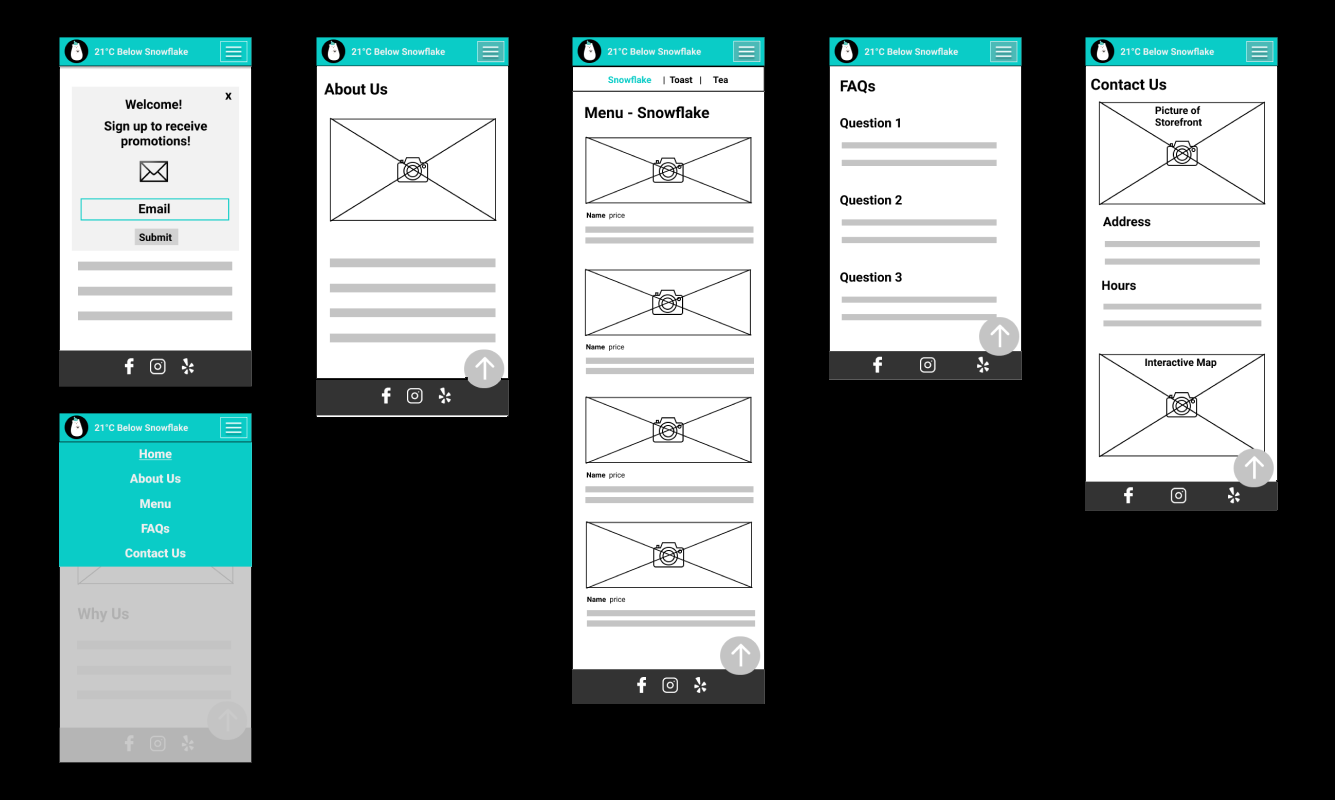 21°C Below Snowflake
Welcome!
x
Sign up to receive
promotions!
Email
Submit
21°C Below Snowflake
Home
About Us
Menu
FAQs
Contact Us
Why Us
21°C Below Snowflake
About Us
21°C Below Snowflake
Snowflake | Toast | Tea
Menu - Snowflake
Name price
Name price
Name price
Name price
21°C Below Snowflake
FAQs
Question 1
Question 2
Question 3
21°C Below Snowflake
Contact Us
Picture of
Storefront
Address
Hours
Interactive Map